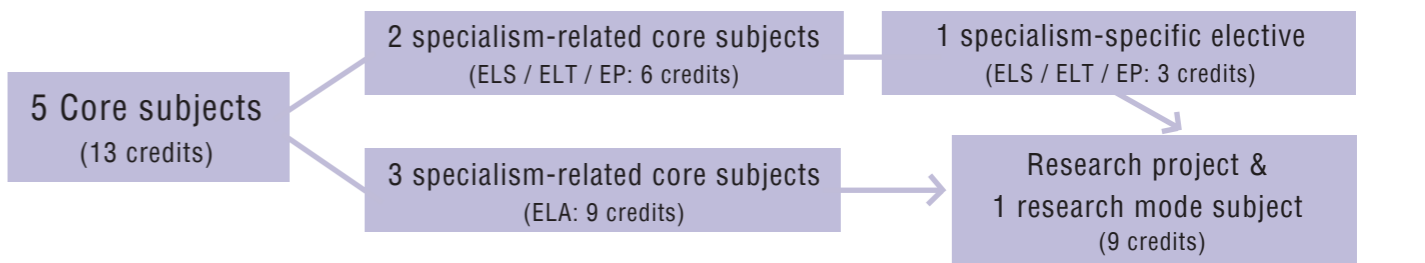 5 Core subjects
(13 credits)
2 specialism-related core subjects
(ELS / ELT / EP: 6 credits)
1 specialism-specific elective
(ELS / ELT / EP: 3 credits)
3 specialism-related core subjects
(ELA: 9 credits)
Research project &
1 research mode subject
(9 credits)